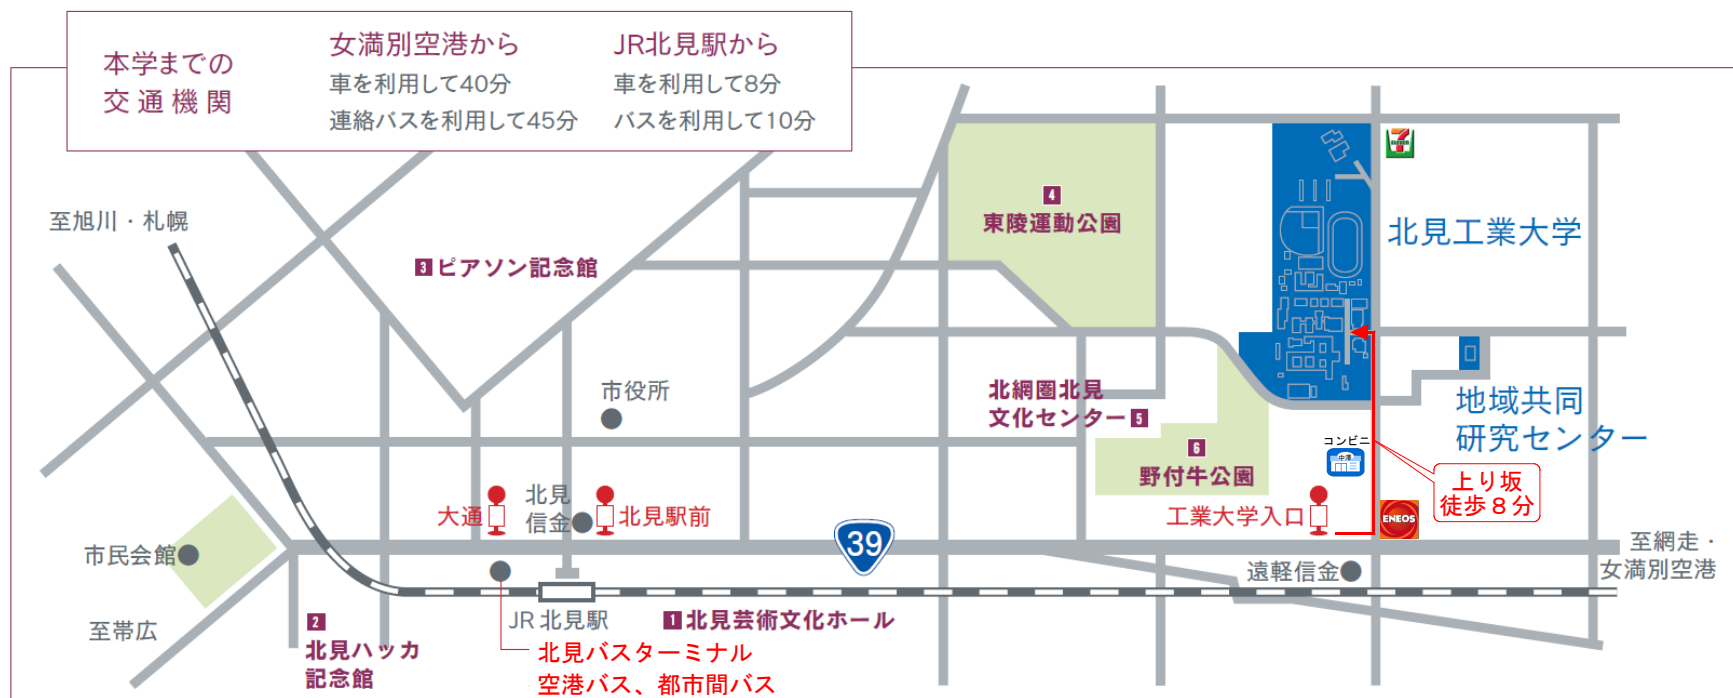 本学までの
交通機関
女満別空港から
車を利用して40分
連絡バスを利用して45分
JR北見駅から
車を利用して8分
バスを利用して10分
至旭川・札幌
3 ピアソン記念館
4
東陵運動公園
7
ELEVEN
北見工業大学
市役所
北網圏北見
文化センター 5
6
野付牛公園
地域共同
研究センター
コンビニ
中澤
上り坂
徒歩8分
大通
北見
信金
北見駅前
工業大学入口
ENEOS
39
市民会館
遠軽信金
至網走・
女満別空港
至帯広
2
北見ハッカ
記念館
JR北見駅
1 北見芸術文化ホール
北見バスターミナル
空港バス、都市間バス